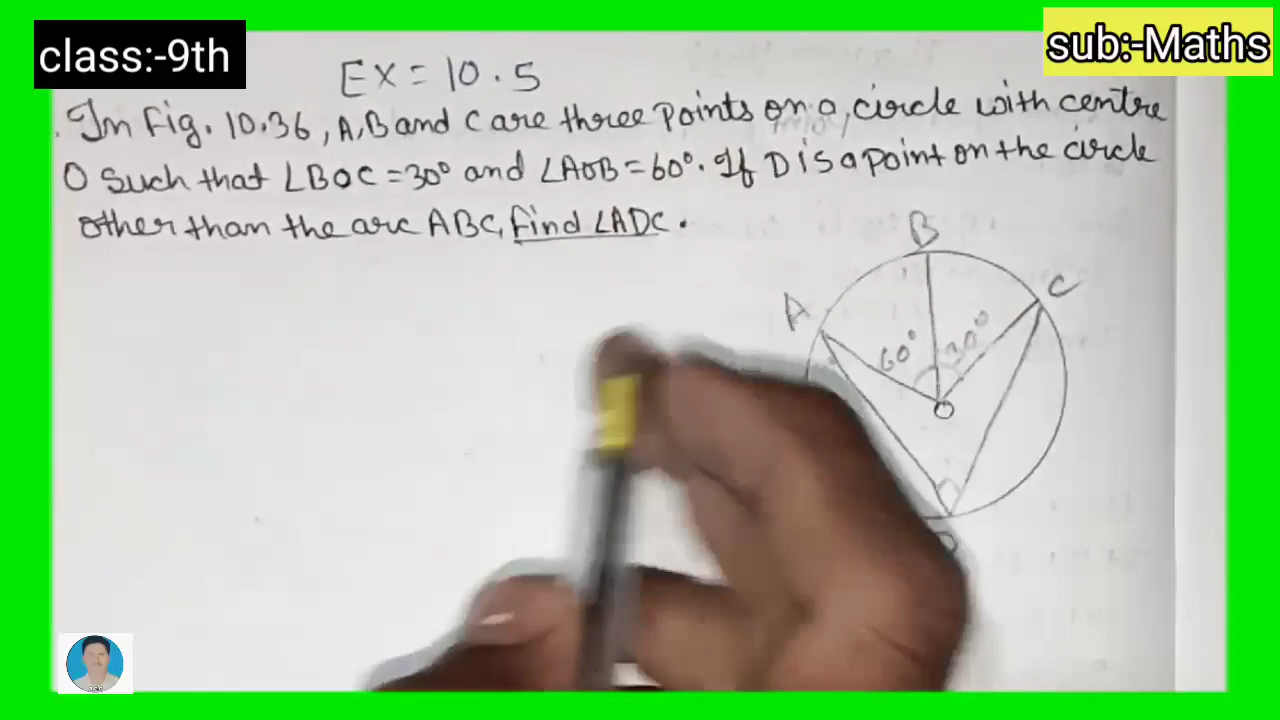 class:-9th
sub:-Maths
Ex = 10.5
In Fig. 10.36, A, B and C are three points on a circle with centre
O such that ∠BOC = 30° and ∠AOB = 60°. If D is a point on the circle
other than the arc ABC, find ∠ADC.
B
C
A
60° 30°
O